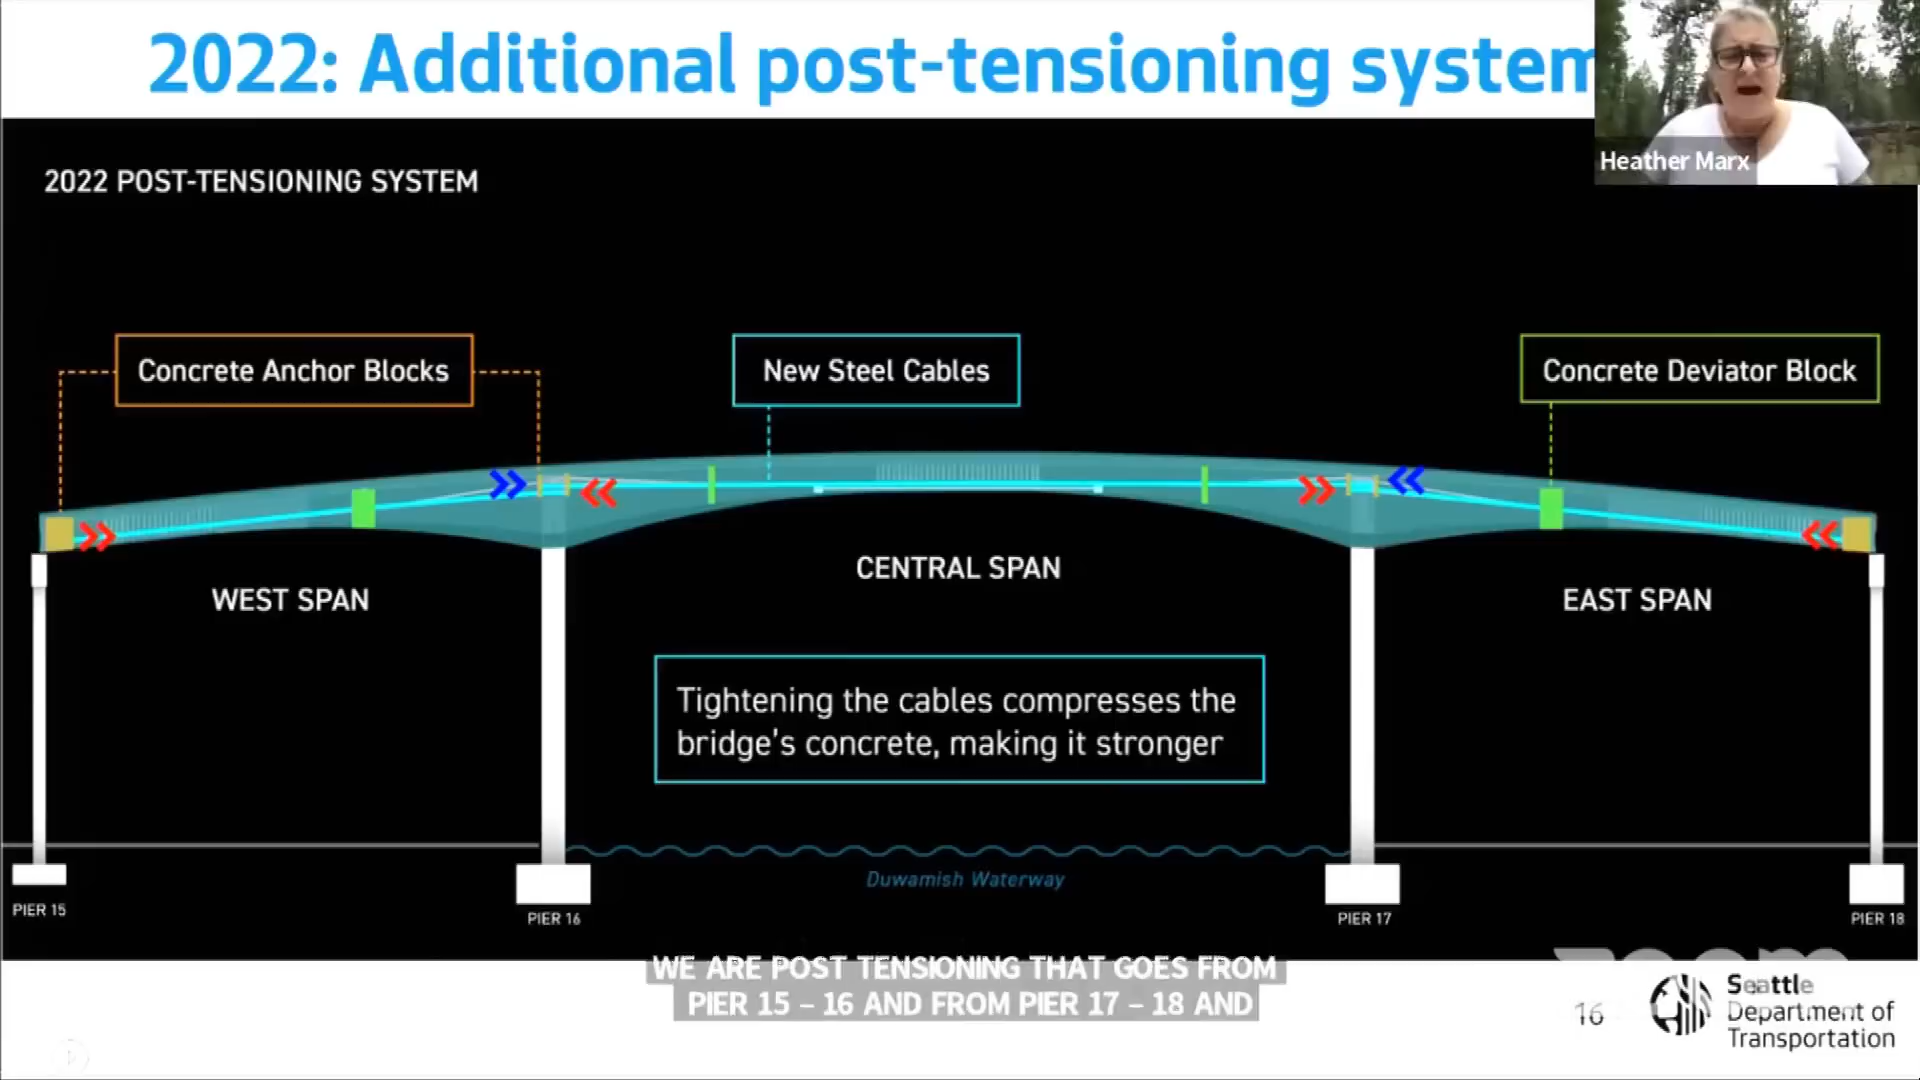 2022: Additional post-tensioning system
Heather Marx
2022 POST-TENSIONING SYSTEM
Concrete Anchor Blocks
New Steel Cables
Concrete Deviator Block
WEST SPAN
CENTRAL SPAN
EAST SPAN
Tightening the cables compresses the
bridge's concrete, making it stronger
Duwamish Waterway
PIER 15
PIER 16
PIER 17
PIER 18
WE ARE POST TENSIONING THAT GOES FROM
PIER 15 – 16 AND FROM PIER 17 – 18 AND
zoom
16
Seattle
Department of
Transportation